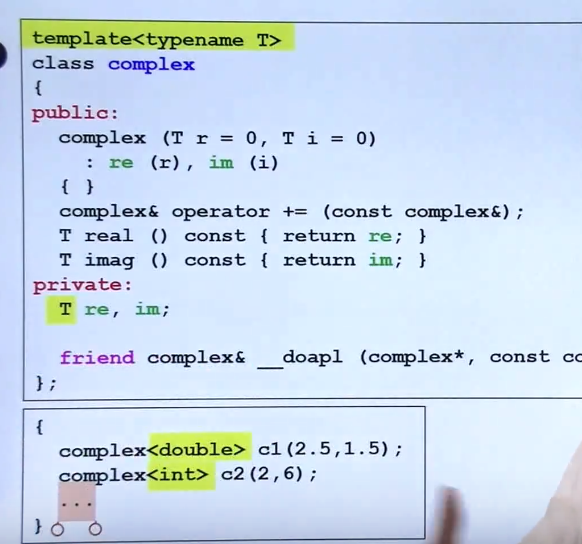 template<typename T>
class complex
{
public:
complex (T r = 0, T i = 0)
: re (r), im (i)
{ }
complex& operator += (const complex&);
T real () const { return re; }
T imag () const { return im; }
private:
T re, im;
friend complex& __doapl (complex*, const
};
{
complex<double> c1(2.5,1.5);
complex<int> c2(2,6);
...
}